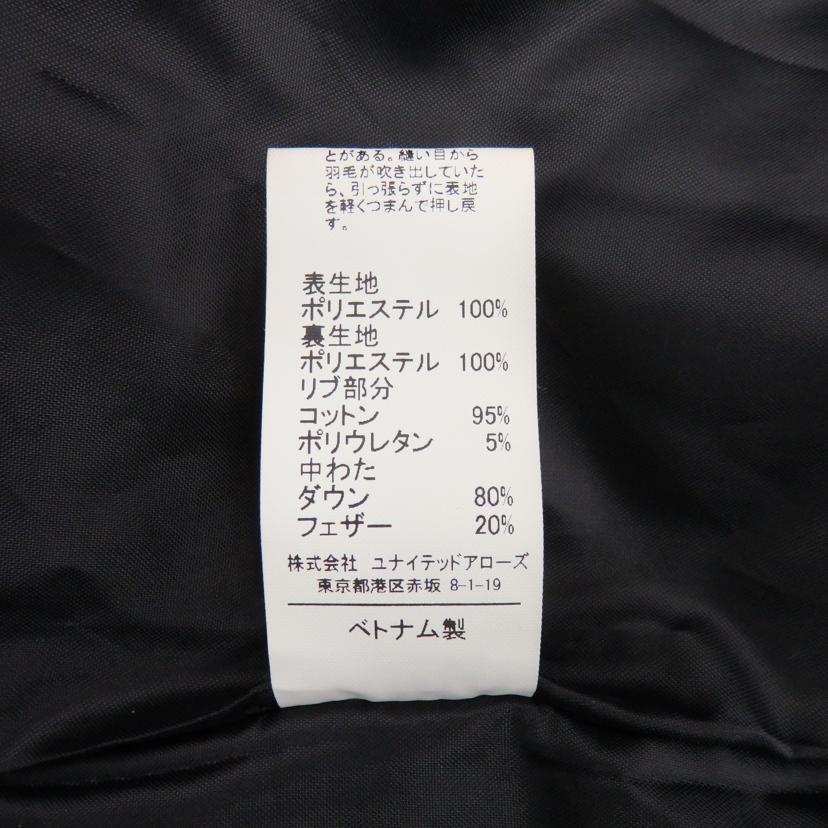 とがある。縫い目から
羽毛が吹き出していた
ら、引っ張らずに表地
を軽くつまんで押し戻
す。
表生地
ポリエステル 100%
裏生地
ポリエステル 100%
リブ部分
コットン 95%
ポリウレタン 5%
中わた
ダウン 80%
フェザー 20%
株式会社 ユナイテッドアローズ
東京都港区赤坂 8-1-19
ベトナム製